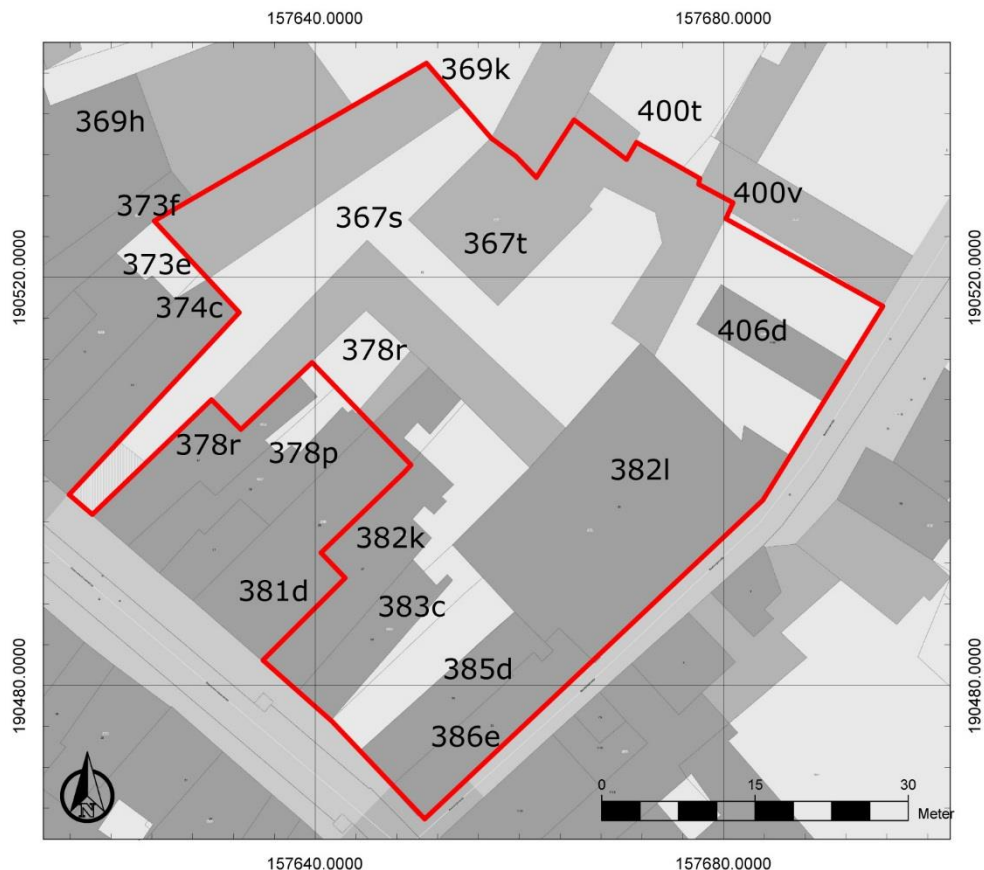 157640.0000 157680.0000
369k
369h
400t
373f
400v
367s
367t
373e
190520.0000 190520.0000
374c
406d
378r
378r
378p
382l
382k
381d
383c
385d
190480.0000 190480.0000
386e
0 15 30
Meter
N
157640.0000 157680.0000